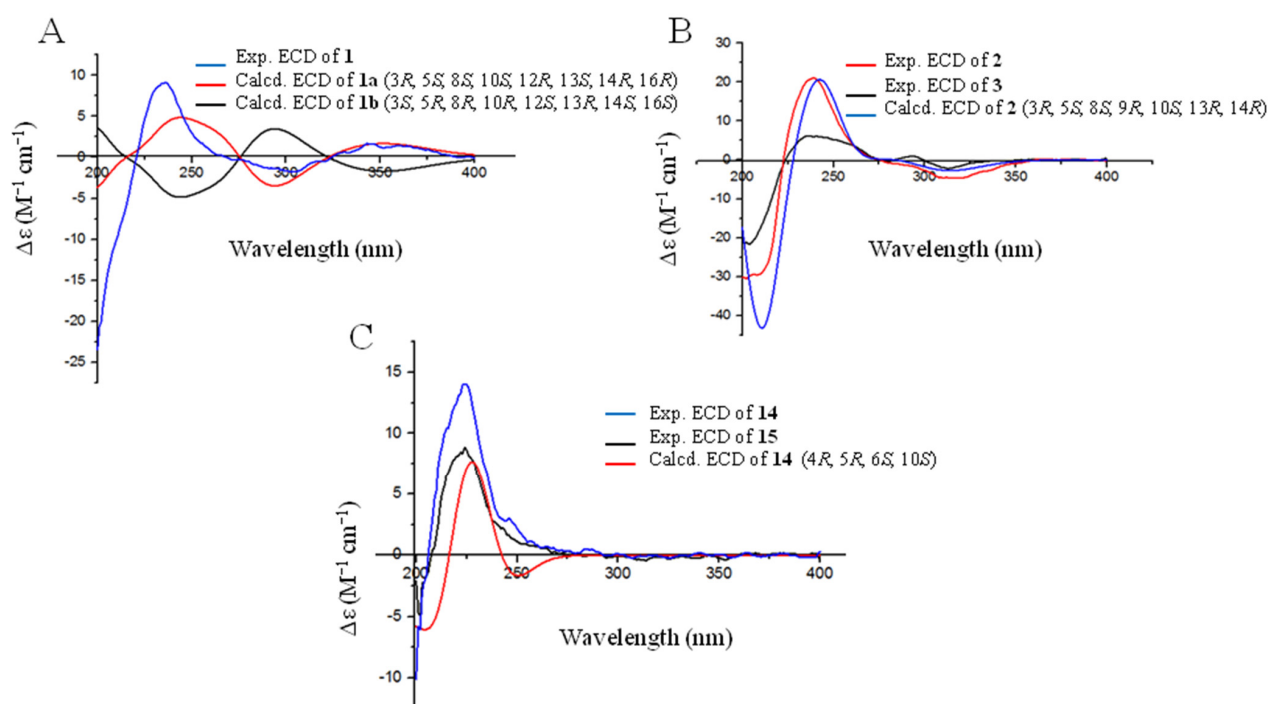 A
Exp. ECD of 1
Calcd. ECD of 1a (3R, 5S, 8S, 10S, 12R, 13S, 14R, 16R)
Calcd. ECD of 1b (3S, 5R, 8R, 10R, 12S, 13R, 14S, 16S)
10
5
0
-5
-10
-15
-20
-25
200 250 300 350 400
Δε (M⁻¹ cm⁻¹)
Wavelength (nm)
B
Exp. ECD of 2
Exp. ECD of 3
Calcd. ECD of 2 (3R, 5S, 8S, 9R, 10S, 13R, 14R)
30
20
10
0
-10
-20
-30
-40
200 250 300 350 400
Δε (M⁻¹ cm⁻¹)
Wavelength (nm)
C
Exp. ECD of 14
Exp. ECD of 15
Calcd. ECD of 14 (4R, 5R, 6S, 10S)
15
10
5
0
-5
-10
200 250 300 350 400
Δε (M⁻¹ cm⁻¹)
Wavelength (nm)